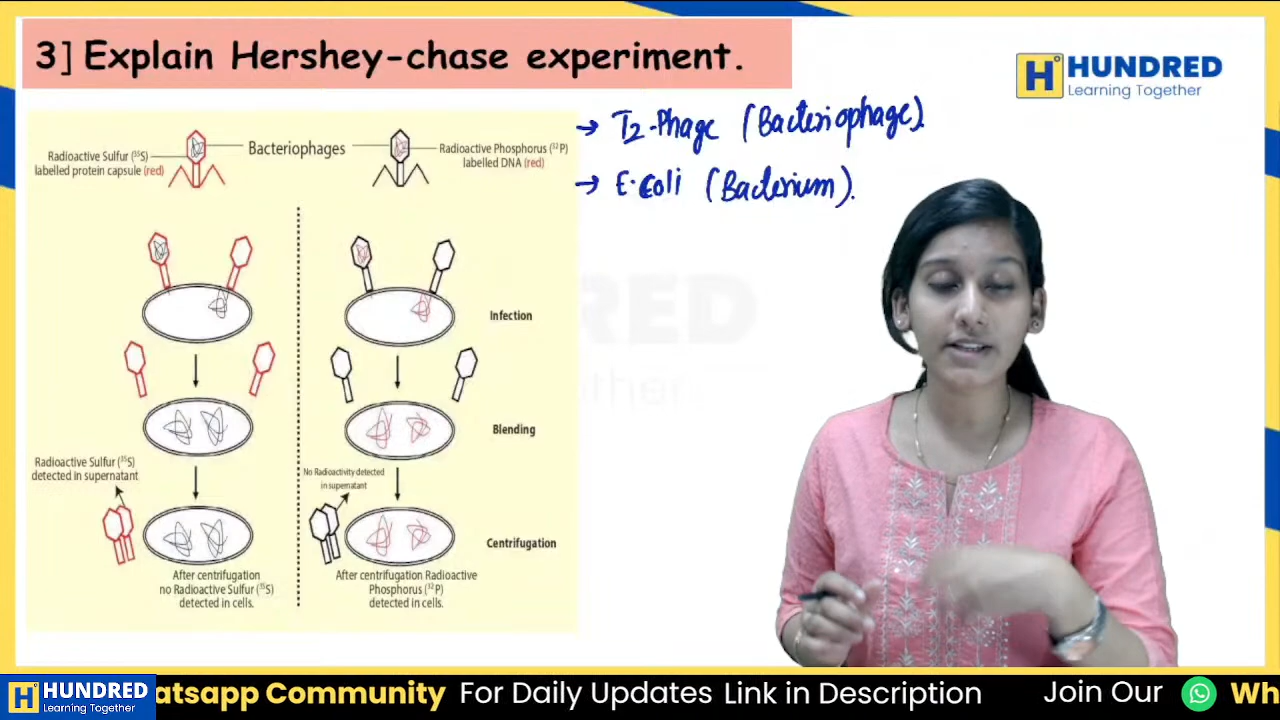 3] Explain Hershey-chase experiment.
HUNDRED
Learning Together
Radioactive Sulfur (³⁵S)
labelled protein capsule (red)
Bacteriophages
Radioactive Phosphorus (³²P)
labelled DNA (red)
→ T2-Phage (Bacteriophage).
→ E.Coli (Bacterium).
Infection
Blending
Radioactive Sulfur (³⁵S)
detected in supernatant
No Radioactivity detected
in supernatant
Centrifugation
After centrifugation
no Radioactive Sulfur (³⁵S)
detected in cells.
After centrifugation Radioactive
Phosphorus (³²P)
detected in cells.
HUNDRED
Learning Together
atsapp Community For Daily Updates Link in Description Join Our Wh